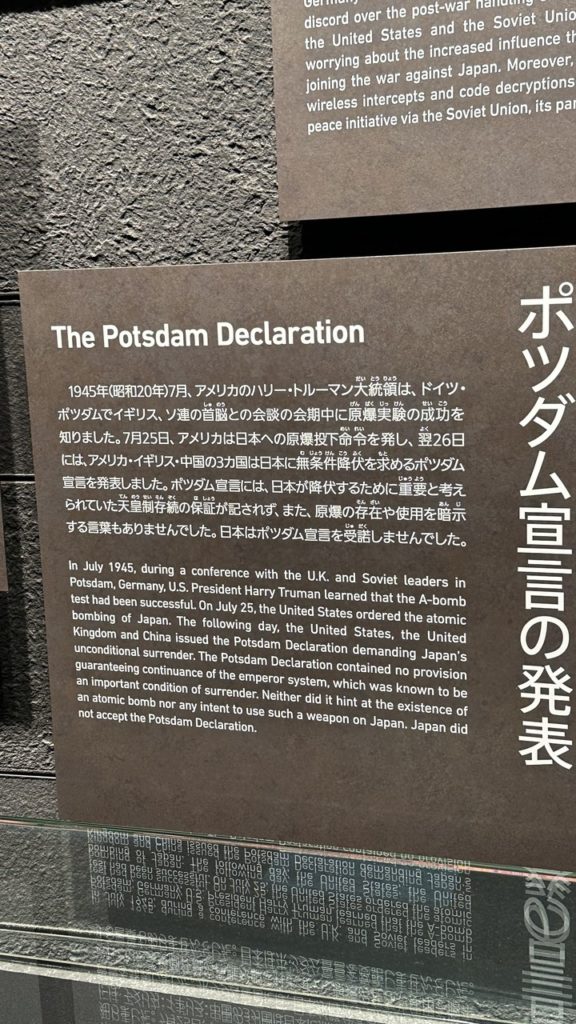 discord over the post-war handling
the United States and the Soviet
worrying about the increased influence
joining the war against Japan. Moreover,
wireless intercepts and code decryptions
peace initiative via the Soviet Union, its
The Potsdam Declaration
ポツダム宣言の発表
1945年(昭和20年)7月、アメリカのハリー・トルーマン大統領は、ドイツ・
ポツダムでイギリス、ソ連の首脳との会談の会期中に原爆実験の成功を
知りました。7月25日、アメリカは日本への原爆投下命令を発し、翌26日
には、アメリカ・イギリス・中国の3カ国は日本に無条件降伏を求めるポツダム
宣言を発表しました。ポツダム宣言には、日本が降伏するために重要と考え
られていた天皇制存続の保証が記されず、また、原爆の存在や使用を暗示
する言葉もありませんでした。日本はポツダム宣言を受諾しませんでした。
In July 1945, during a conference with the U.K. and Soviet leaders in
Potsdam, Germany, U.S. President Harry Truman learned that the A-bomb
test had been successful. On July 25, the United States ordered the atomic
bombing of Japan. The following day, the United States, the United
Kingdom and China issued the Potsdam Declaration demanding Japan's
unconditional surrender. The Potsdam Declaration contained no provision
guaranteeing continuance of the emperor system, which was known to be
an important condition of surrender. Neither did it hint at the existence of
an atomic bomb nor any intent to use such a weapon on Japan. Japan did
not accept the Potsdam Declaration.